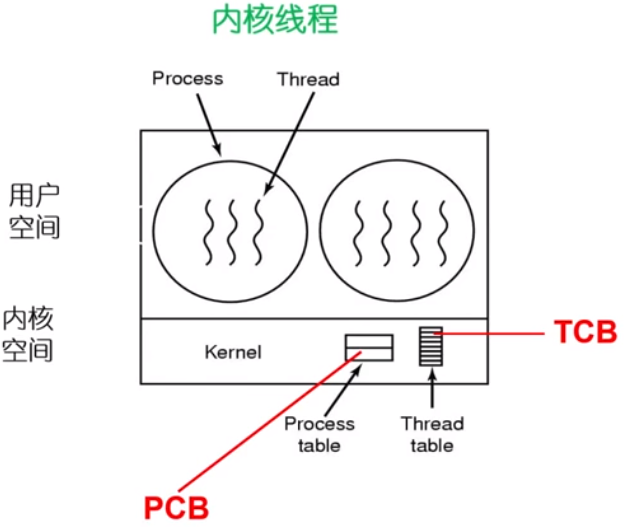 内核线程
Process
Thread
用户
空间
内核
空间
Kernel
TCB
Process
table
Thread
table
PCB